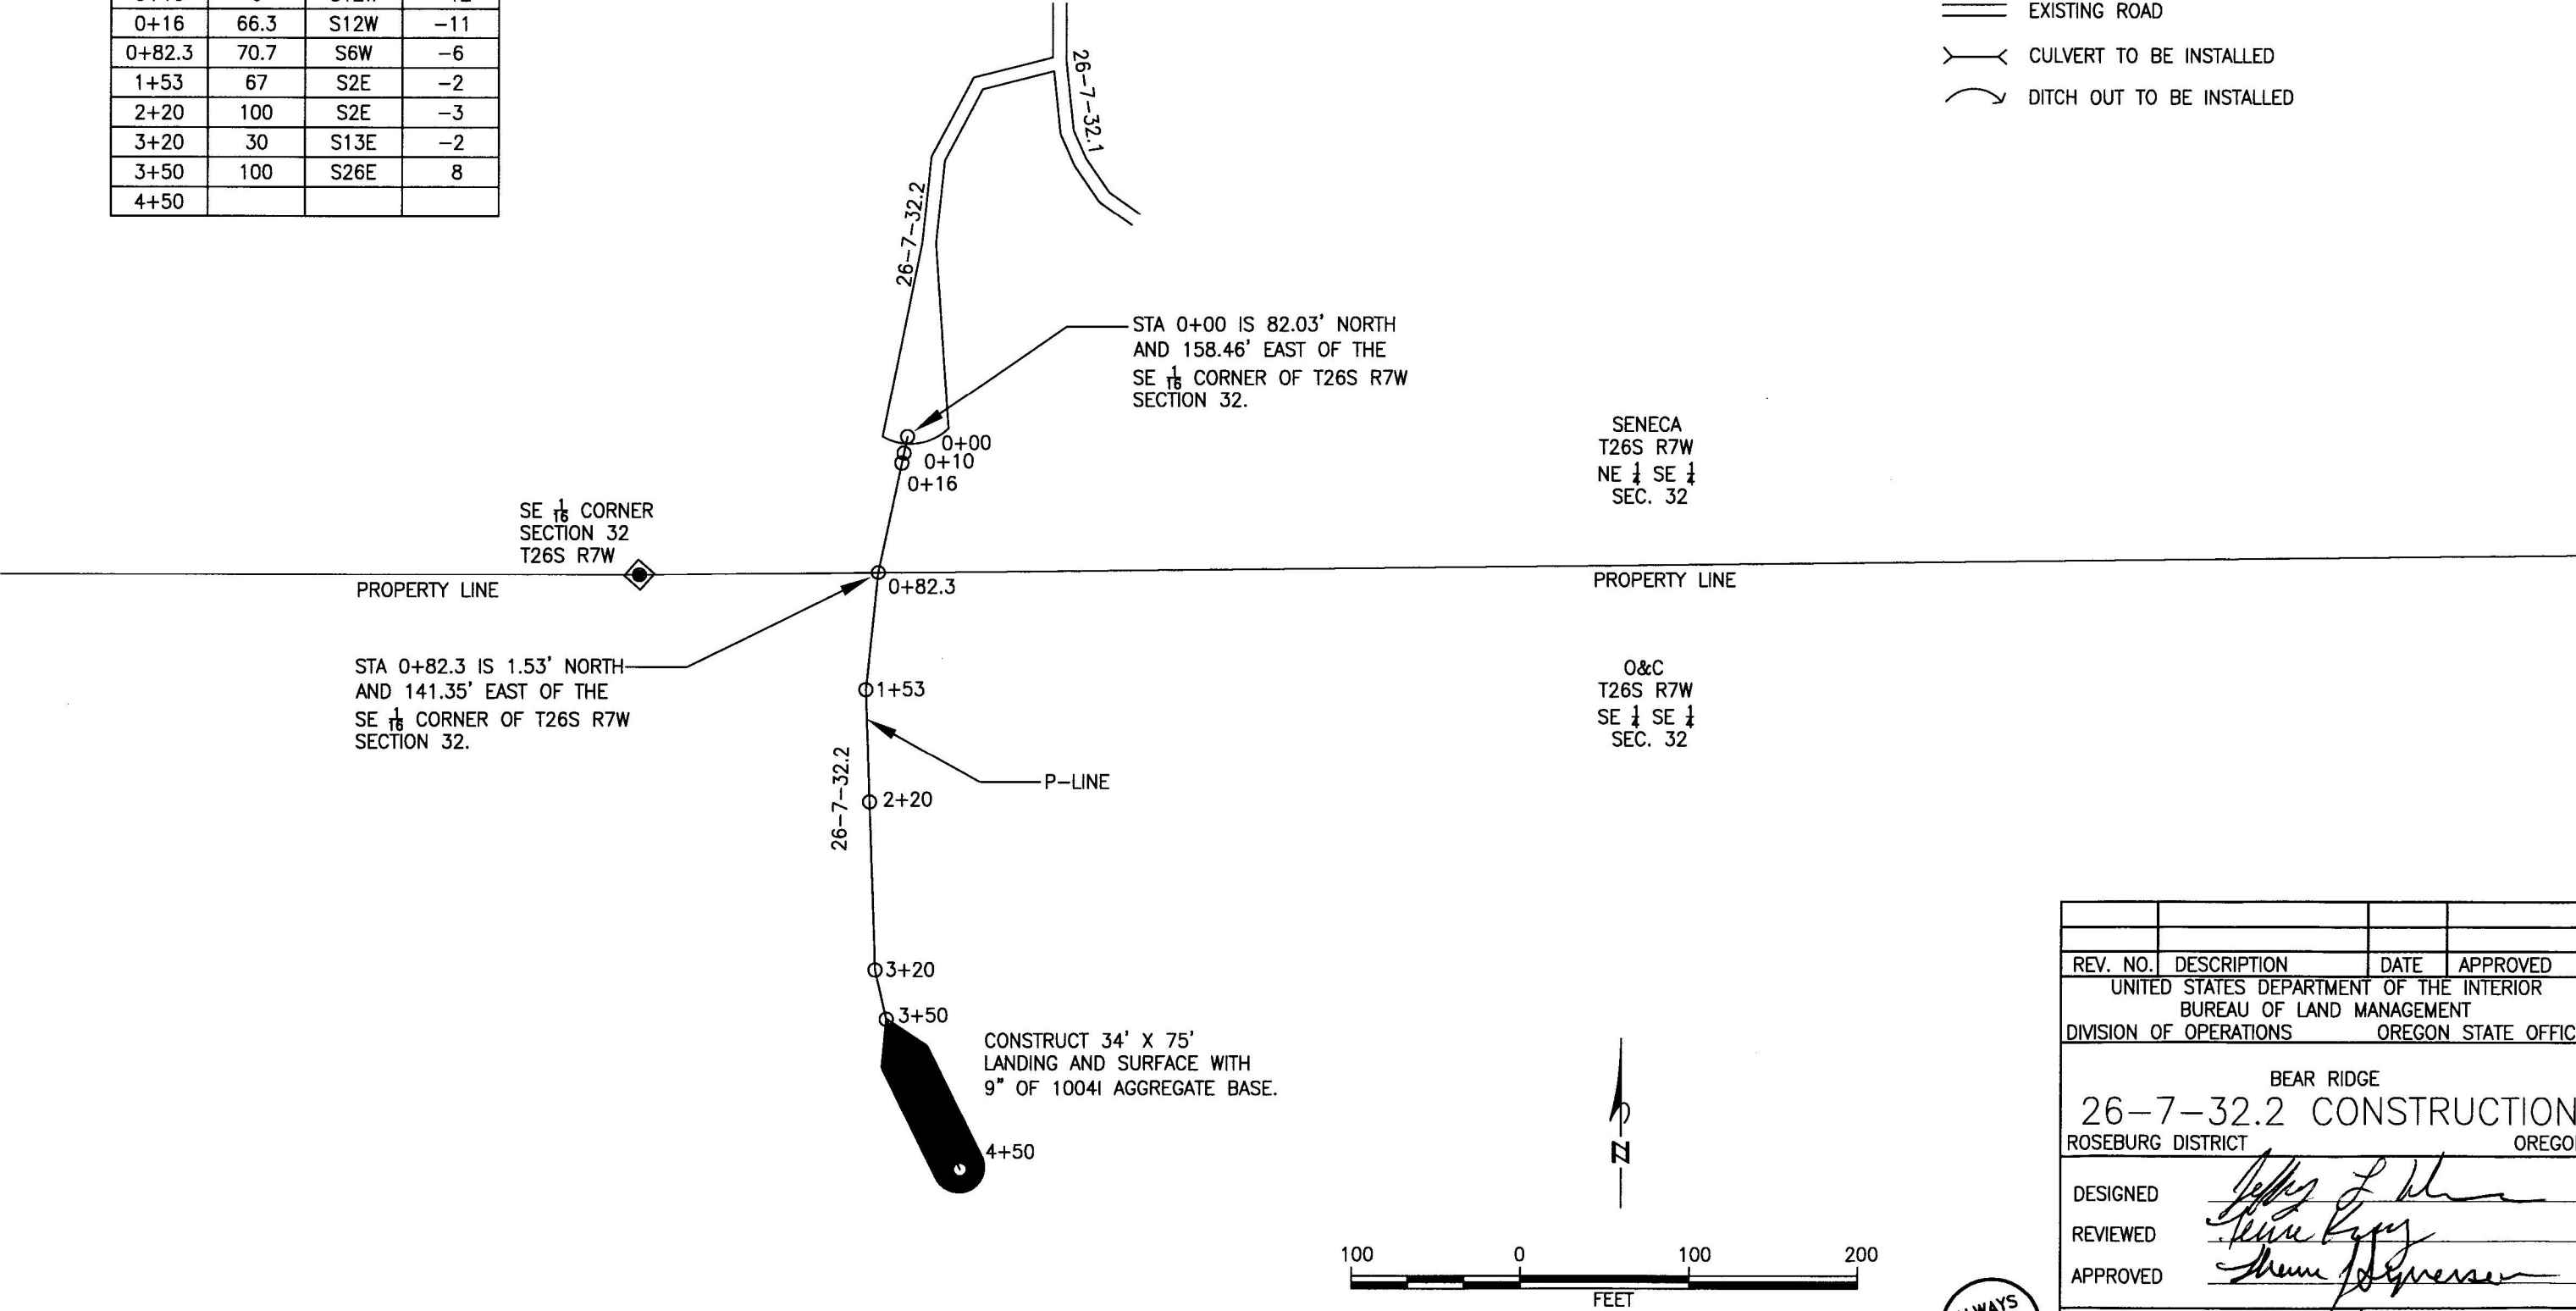 0+16 66.3 S12W -11
0+82.3 70.7 S6W -6
1+53 67 S2E -2
2+20 100 S2E -3
3+20 30 S13E -2
3+50 100 S26E 8
4+50
EXISTING ROAD
CULVERT TO BE INSTALLED
DITCH OUT TO BE INSTALLED
26-7-32.1
26-7-32.2
STA 0+00 IS 82.03' NORTH
AND 158.46' EAST OF THE
SE 1/16 CORNER OF T26S R7W
SECTION 32.
0+00
0+10
0+16
SENECA
T26S R7W
NE 1/4 SE 1/4
SEC. 32
SE 1/16 CORNER
SECTION 32
T26S R7W
PROPERTY LINE
0+82.3
PROPERTY LINE
STA 0+82.3 IS 1.53' NORTH
AND 141.35' EAST OF THE
SE 1/16 CORNER OF T26S R7W
SECTION 32.
1+53
O&C
T26S R7W
SE 1/4 SE 1/4
SEC. 32
P-LINE
26-7-32.2
2+20
3+20
3+50
CONSTRUCT 34' X 75'
LANDING AND SURFACE WITH
9" OF 1004I AGGREGATE BASE.
4+50
N
100 0 100 200
FEET
REV. NO. DESCRIPTION DATE APPROVED
UNITED STATES DEPARTMENT OF THE INTERIOR
BUREAU OF LAND MANAGEMENT
DIVISION OF OPERATIONS OREGON STATE OFFIC
BEAR RIDGE
26-7-32.2 CONSTRUCTION
ROSEBURG DISTRICT OREGO
DESIGNED
REVIEWED
APPROVED